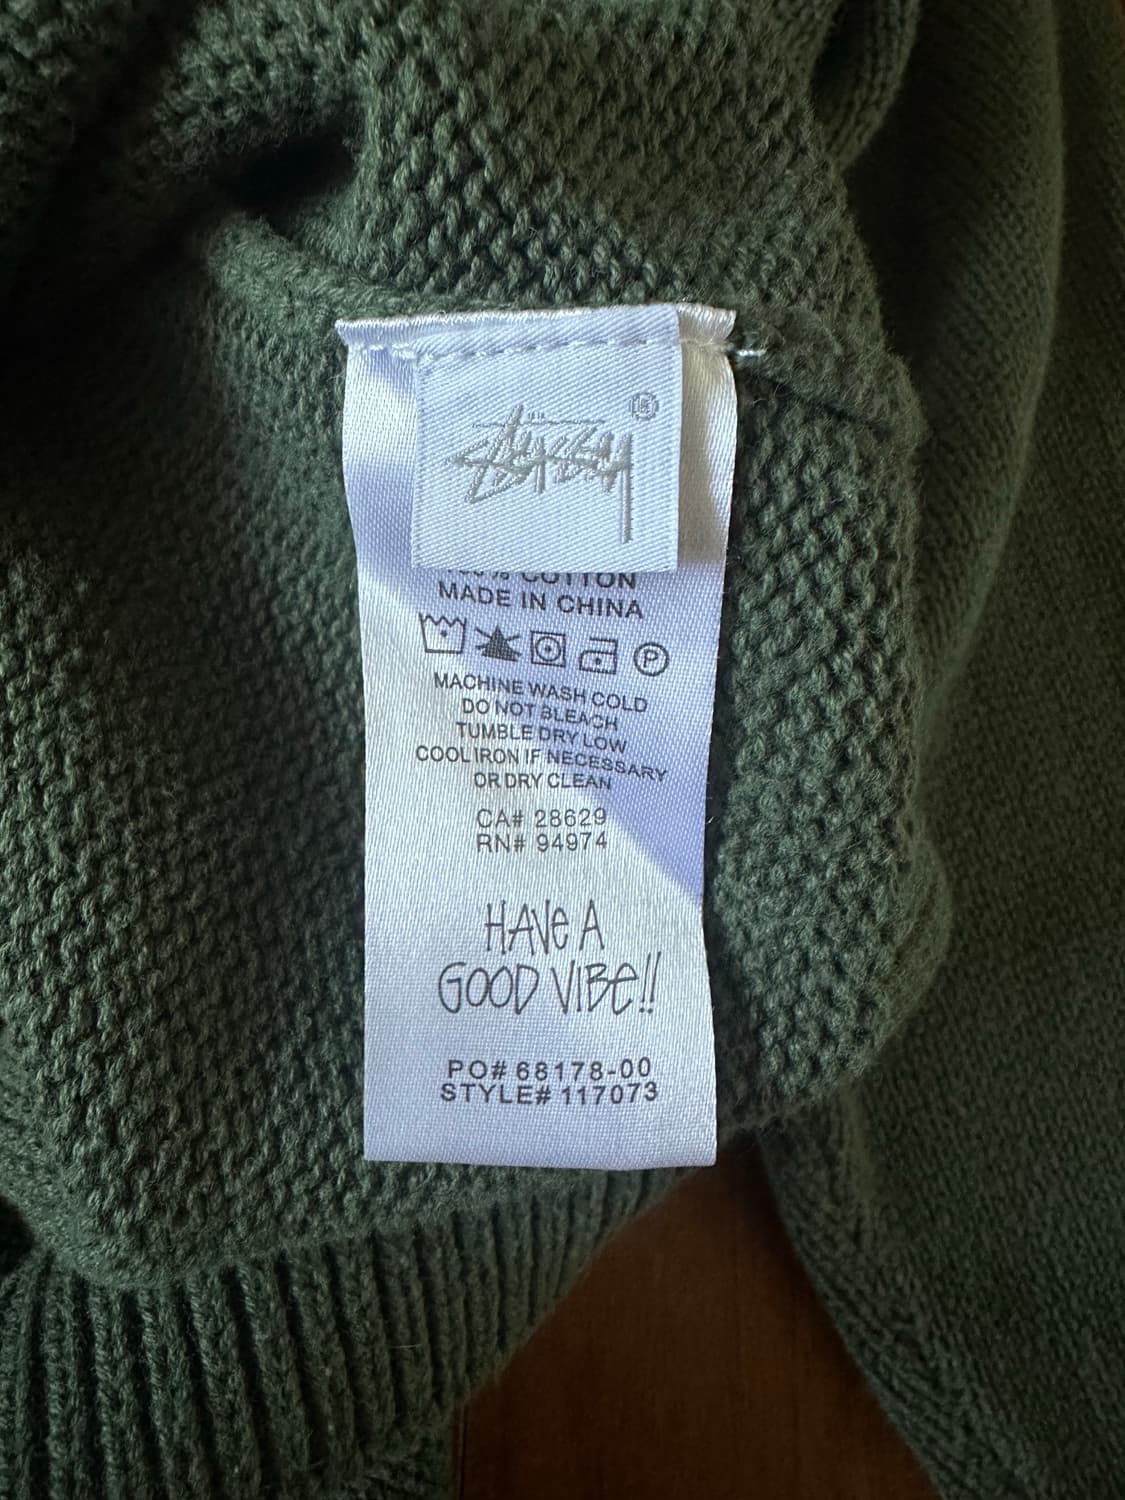 Stüssy ®
COTTON
MADE IN CHINA
P
MACHINE WASH COLD
DO NOT BLEACH
TUMBLE DRY LOW
COOL IRON IF NECESSARY
OR DRY CLEAN
CA# 28629
RN# 94974
HAVE A
GOOD VIBE!!
PO# 68178-00
STYLE# 117073